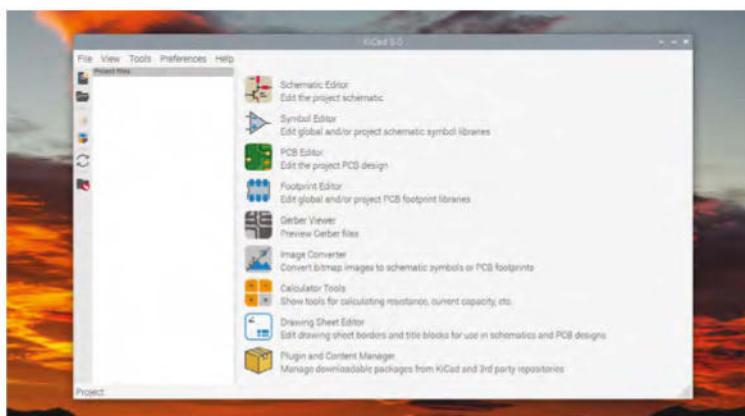 KiCad 6.0
File View Tools Preferences Help
Project files
Schematic Editor
Edit the project schematic
Symbol Editor
Edit global and/or project schematic symbol libraries
PCB Editor
Edit the project PCB design
Footprint Editor
Edit global and/or project PCB footprint libraries
Gerber Viewer
Preview Gerber files
Image Converter
Convert bitmap images to schematic symbols or PCB footprints
Calculator Tools
Show tools for calculating resistance, current capacity, etc.
Drawing Sheet Editor
Edit drawing sheet borders and title blocks for use in schematics and PCB designs
Plugin and Content Manager
Manage downloadable packages from KiCad and 3rd party repositories
Project: